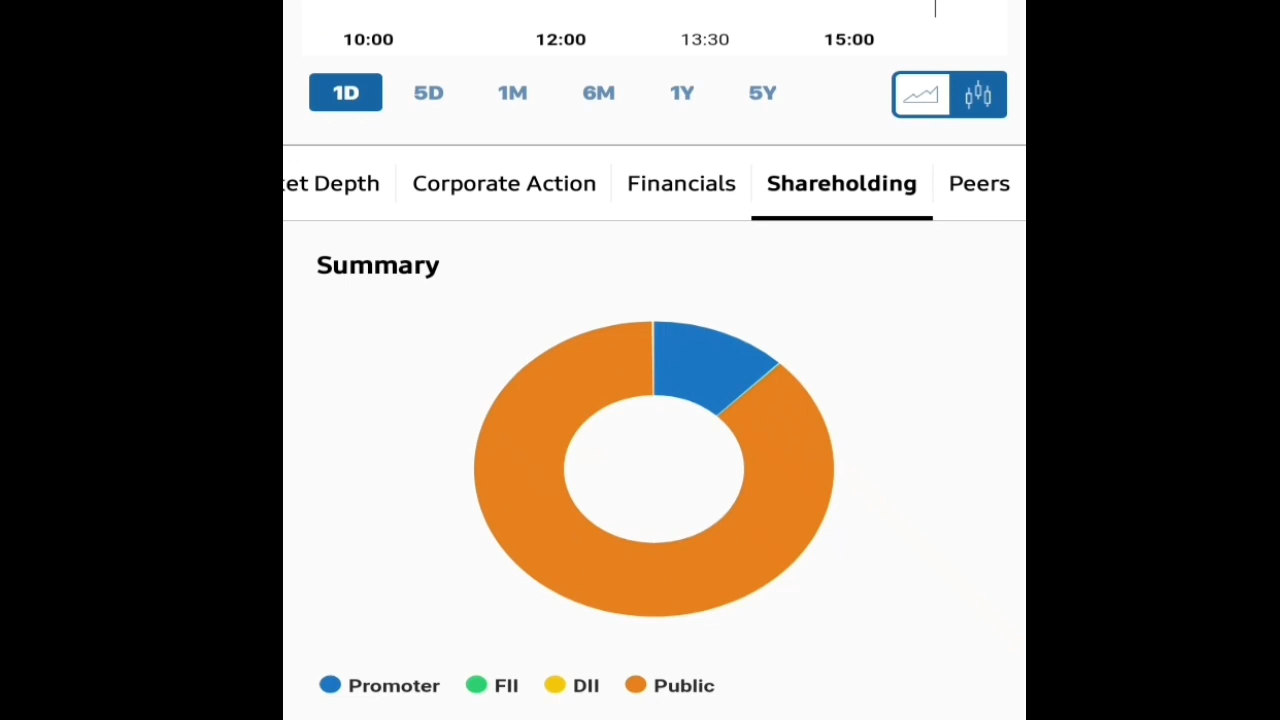 10:00 12:00 13:30 15:00
1D 5D 1M 6M 1Y 5Y
et Depth Corporate Action Financials Shareholding Peers
Summary
Promoter FII DII Public